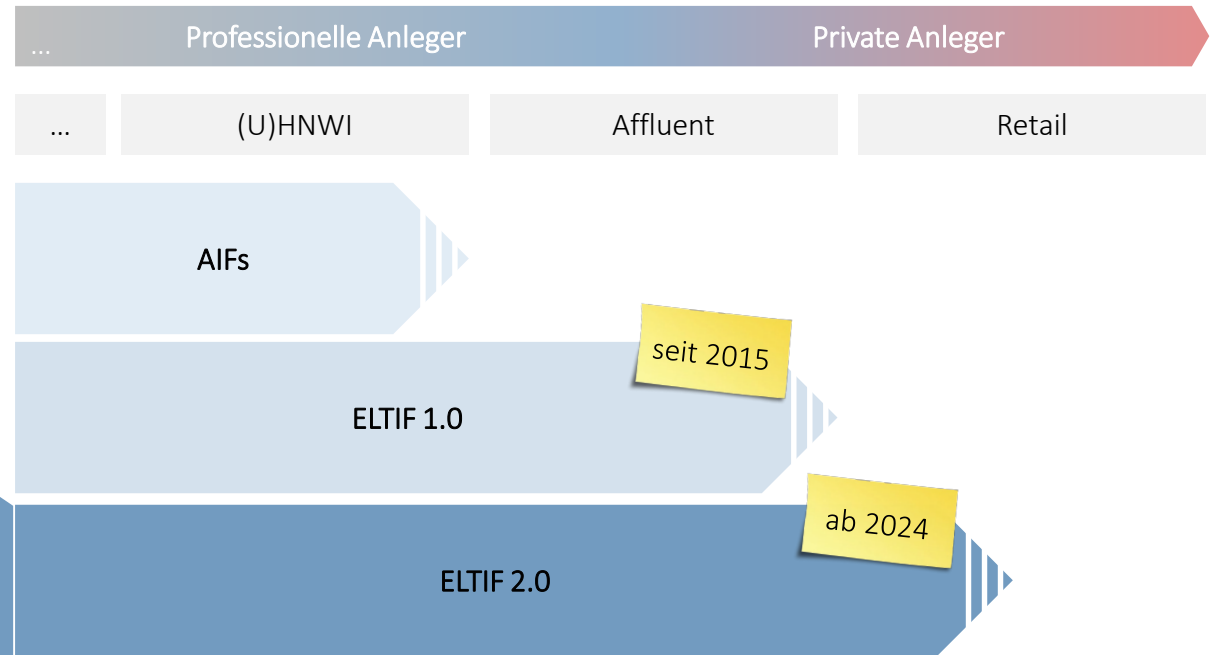 ...
Professionelle Anleger
Private Anleger
...
(U)HNWI
Affluent
Retail
AIFs
seit 2015
ELTIF 1.0
ab 2024
ELTIF 2.0